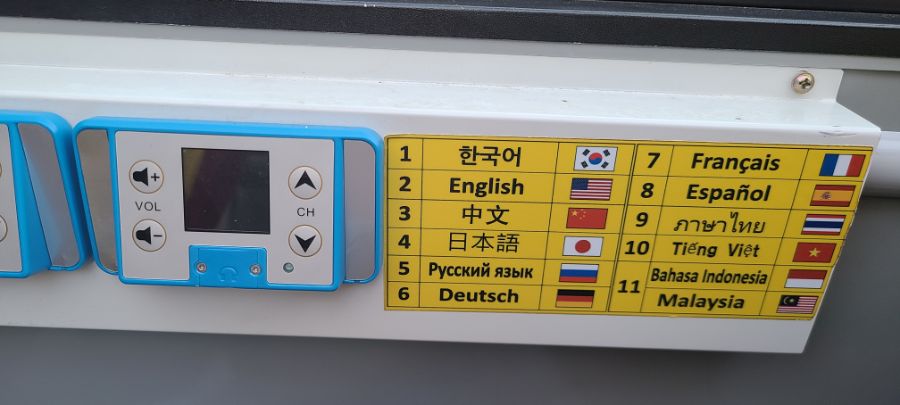 VOL
CH
1 한국어
2 English
3 中文
4 日本語
5 Русский язык
6 Deutsch
7 Français
8 Español
9 ภาษาไทย
10 Tiếng Việt
11 Bahasa Indonesia
Malaysia